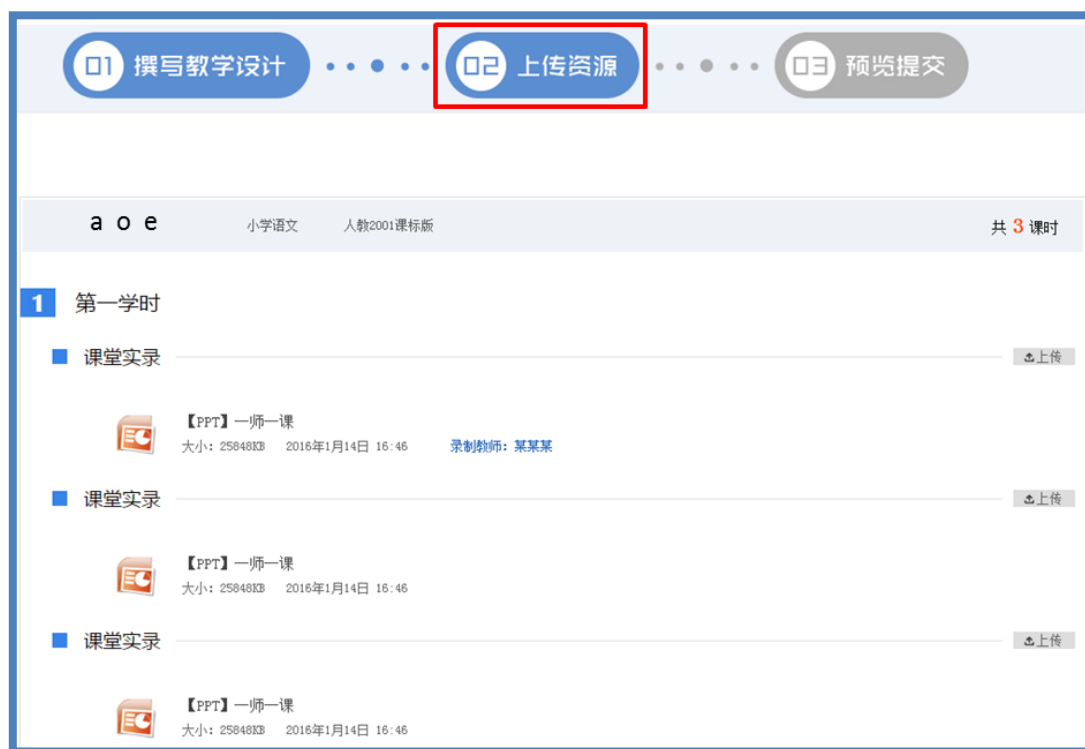 01 撰写教学设计 02 上传资源 03 预览提交
a o e 小学语文 人教2001课标版 共 3 课时
1 第一学时
课堂实录 上传
【PPT】一师一课
大小: 25848KB 2016年1月14日 16:46 录制教师: 某某某
课堂实录 上传
【PPT】一师一课
大小: 25848KB 2016年1月14日 16:46
课堂实录 上传
【PPT】一师一课
大小: 25848KB 2016年1月14日 16:46